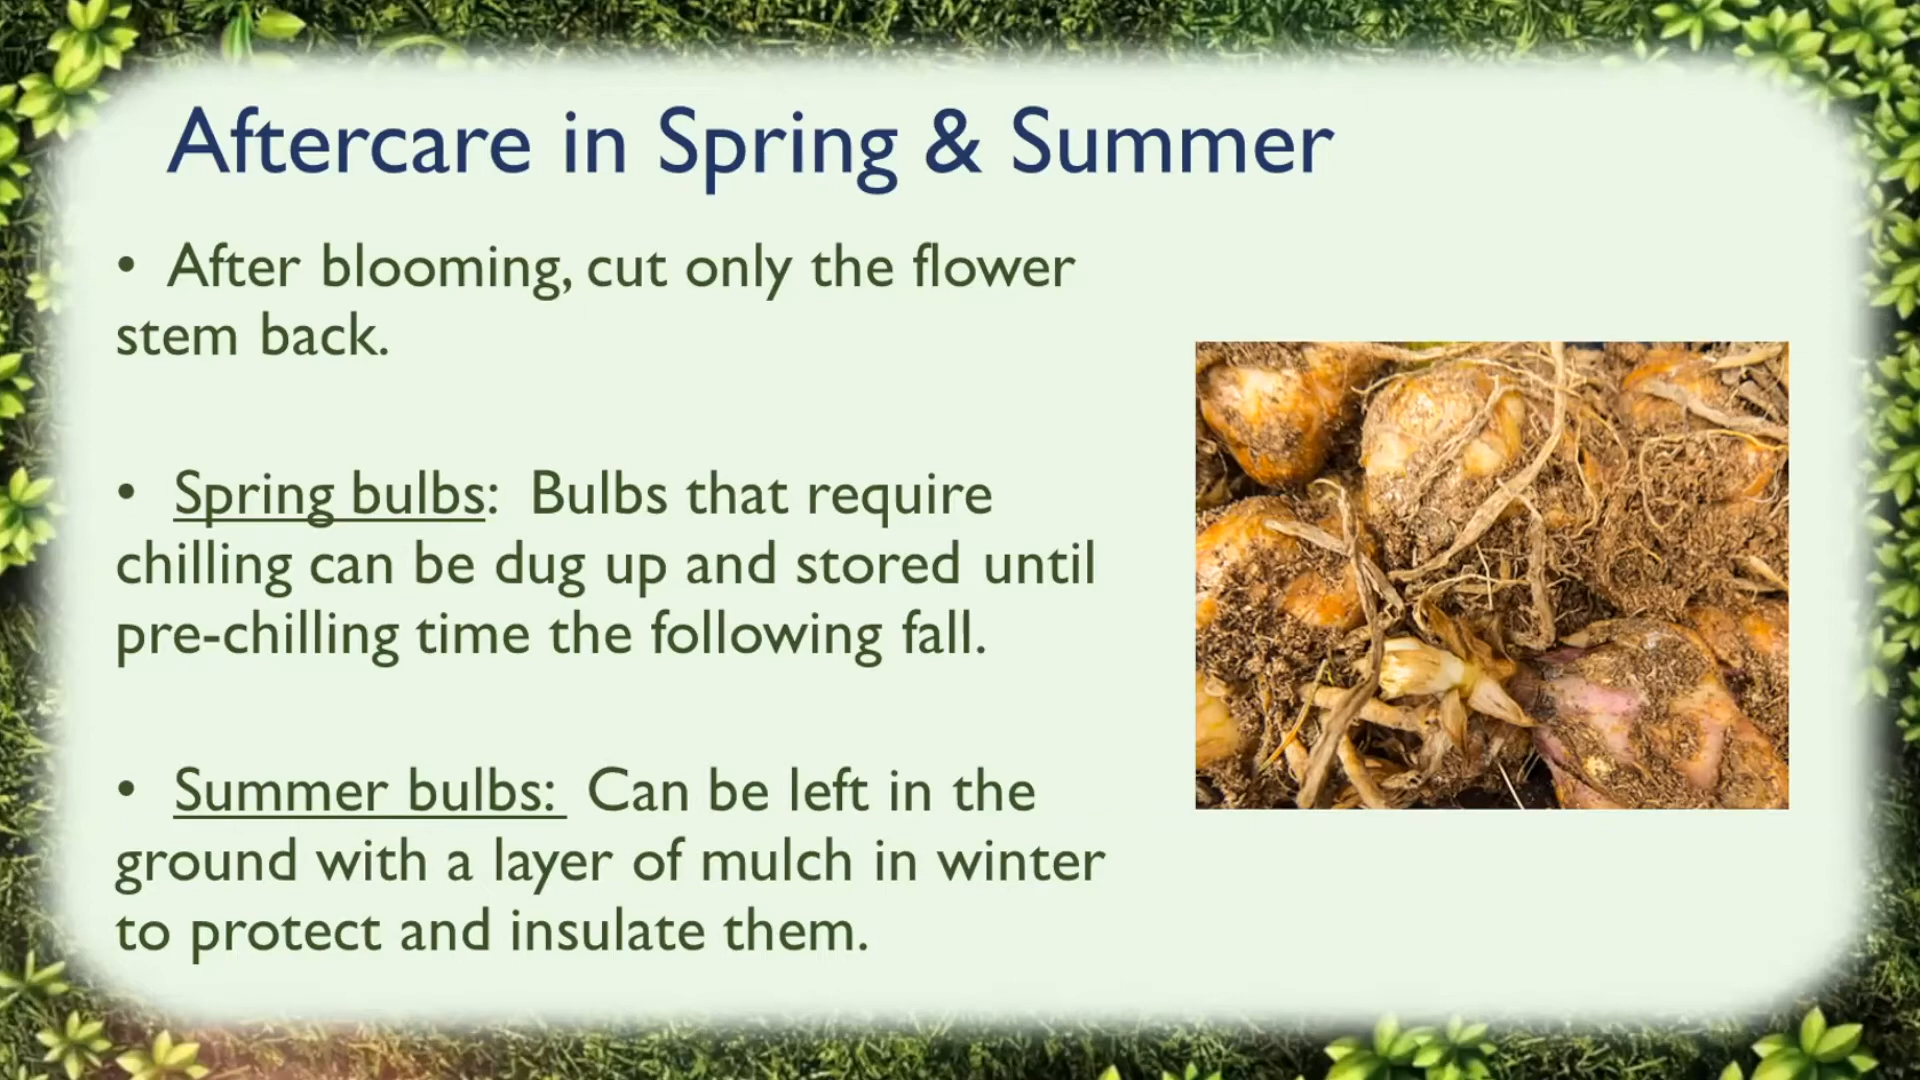 Aftercare in Spring & Summer
• After blooming, cut only the flower
stem back.
• Spring bulbs: Bulbs that require
chilling can be dug up and stored until
pre-chilling time the following fall.
• Summer bulbs: Can be left in the
ground with a layer of mulch in winter
to protect and insulate them.